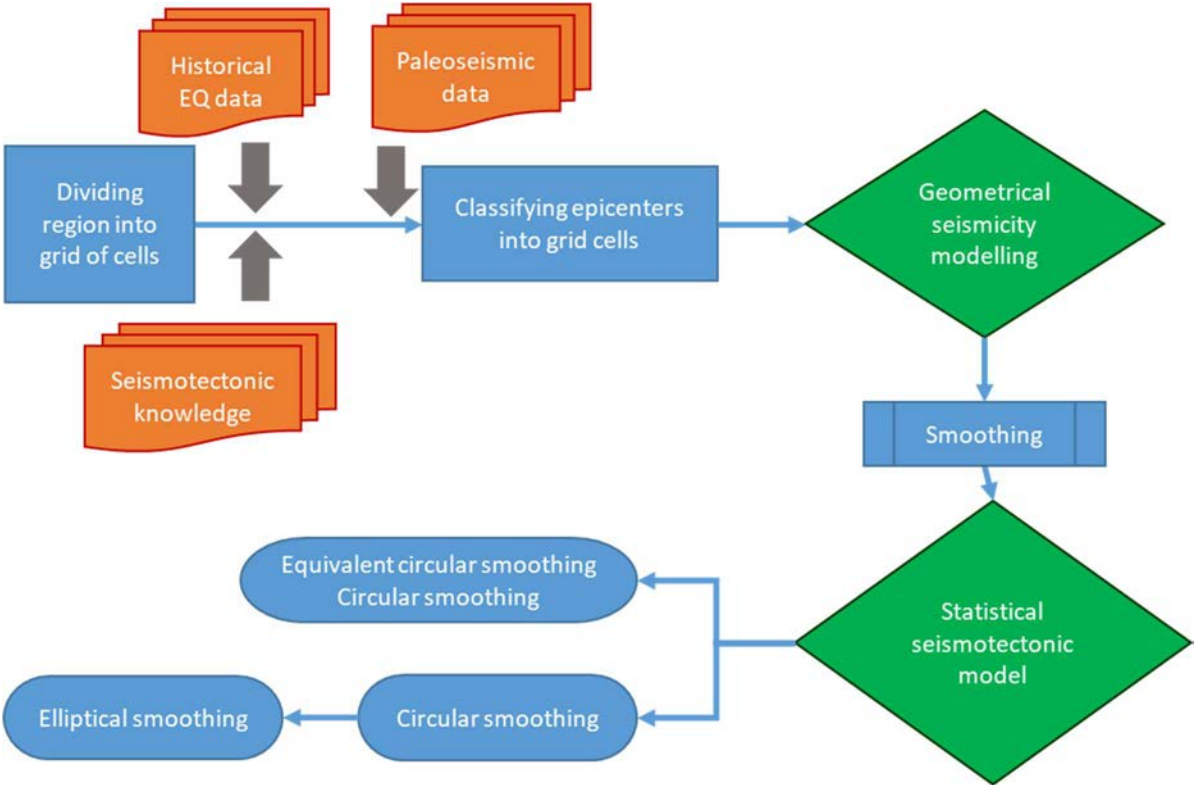 Historical
EQ data
Paleoseismic
data
Dividing
region into
grid of cells
Classifying epicenters
into grid cells
Geometrical
seismicity
modelling
Seismotectonic
knowledge
Smoothing
Equivalent circular smoothing
Circular smoothing
Statistical
seismotectonic
model
Elliptical smoothing
Circular smoothing